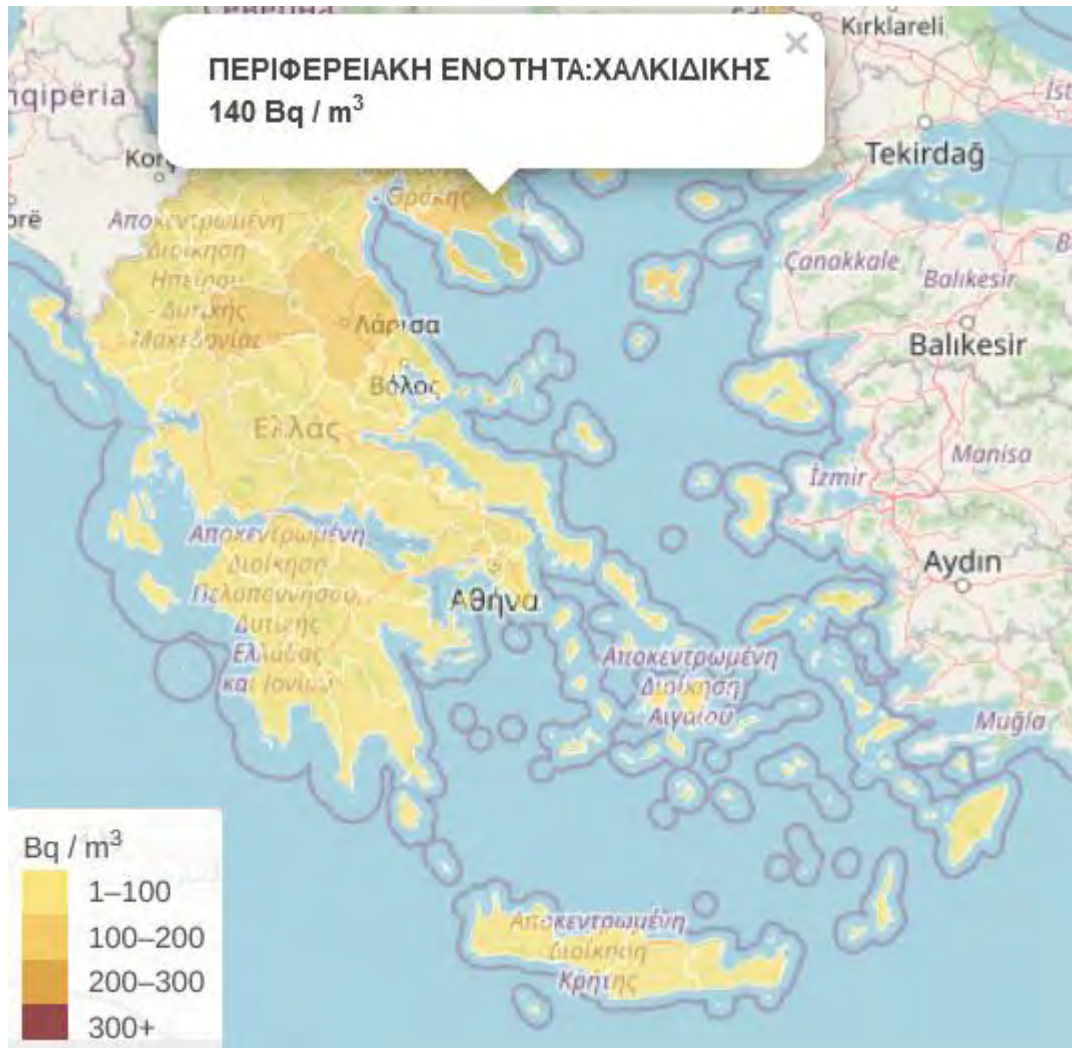 Kırklareli
ΠΕΡΙΦΕΡΕΙΑΚΗ ΕΝΟΤΗΤΑ:ΧΑΛΚΙΔΙΚΗΣ
140 Bq / m³
Tekirdağ
Αποκεντρωμένη
Διοίκηση
Ηπείρου
- Δυτικής
Μακεδονίας
Θράκης
Çanakkale
Balıkesir
Balıkesir
Λάρισα
Βόλος
Ελλάς
Manisa
İzmir
Αποκεντρωμένη
Διοίκηση
Πελοποννήσου,
Δυτικής
Ελλάδας
και Ιονίου
Αθήνα
Aydın
Αποκεντρωμένη
Διοίκηση
Αιγαίου
Muğla
Bq / m³
1–100
100–200
200–300
300+
Αποκεντρωμένη
Διοίκηση
Κρήτης